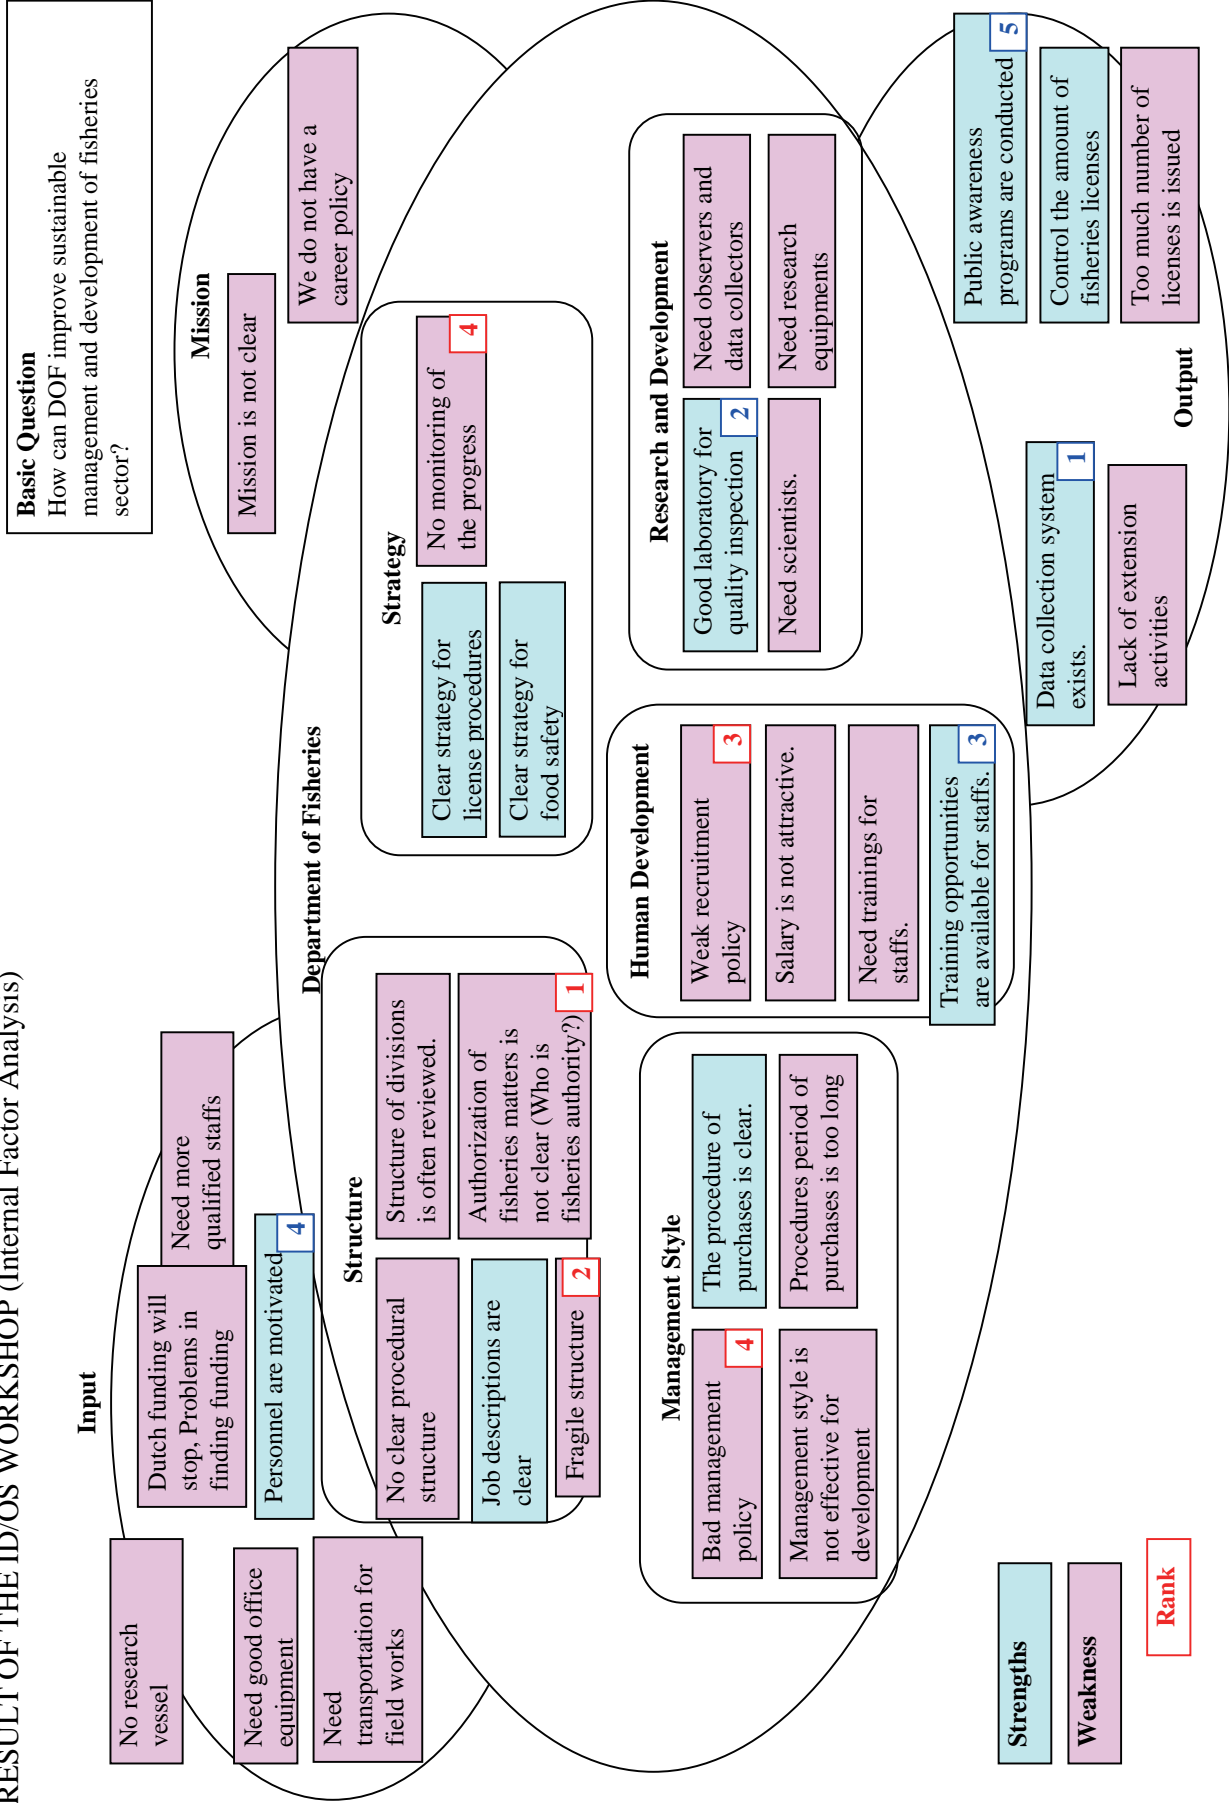 RESULT OF THE ID/OS WORKSHOP (Internal Factor Analysis)
Basic Question
How can DOF improve sustainable
management and development of fisheries
sector?
Input
No research
vessel
Dutch funding will
stop, Problems in
finding funding
Need more
qualified staffs
Need good office
equipment
Personnel are motivated
4
Need
transportation for
field works
Mission
Mission is not clear
We do not have a
career policy
Department of Fisheries
Structure
No clear procedural
structure
Structure of divisions
is often reviewed.
Job descriptions are
clear
Authorization of
fisheries matters is
not clear (Who is
fisheries authority?)
1
Fragile structure
2
Strategy
Clear strategy for
license procedures
No monitoring of
the progress
4
Clear strategy for
food safety
Management Style
Bad management
policy
4
The procedure of
purchases is clear.
Management style is
not effective for
development
Procedures period of
purchases is too long
Human Development
Weak recruitment
policy
3
Salary is not attractive.
Need trainings for
staffs.
Training opportunities
are available for staffs.
3
Research and Development
Good laboratory for
quality inspection
2
Need observers and
data collectors
Need scientists.
Need research
equipments
Output
Data collection system
exists.
1
Lack of extension
activities
Public awareness
programs are conducted
5
Control the amount of
fisheries licenses
Too much number of
licenses is issued
Strengths
Weakness
Rank